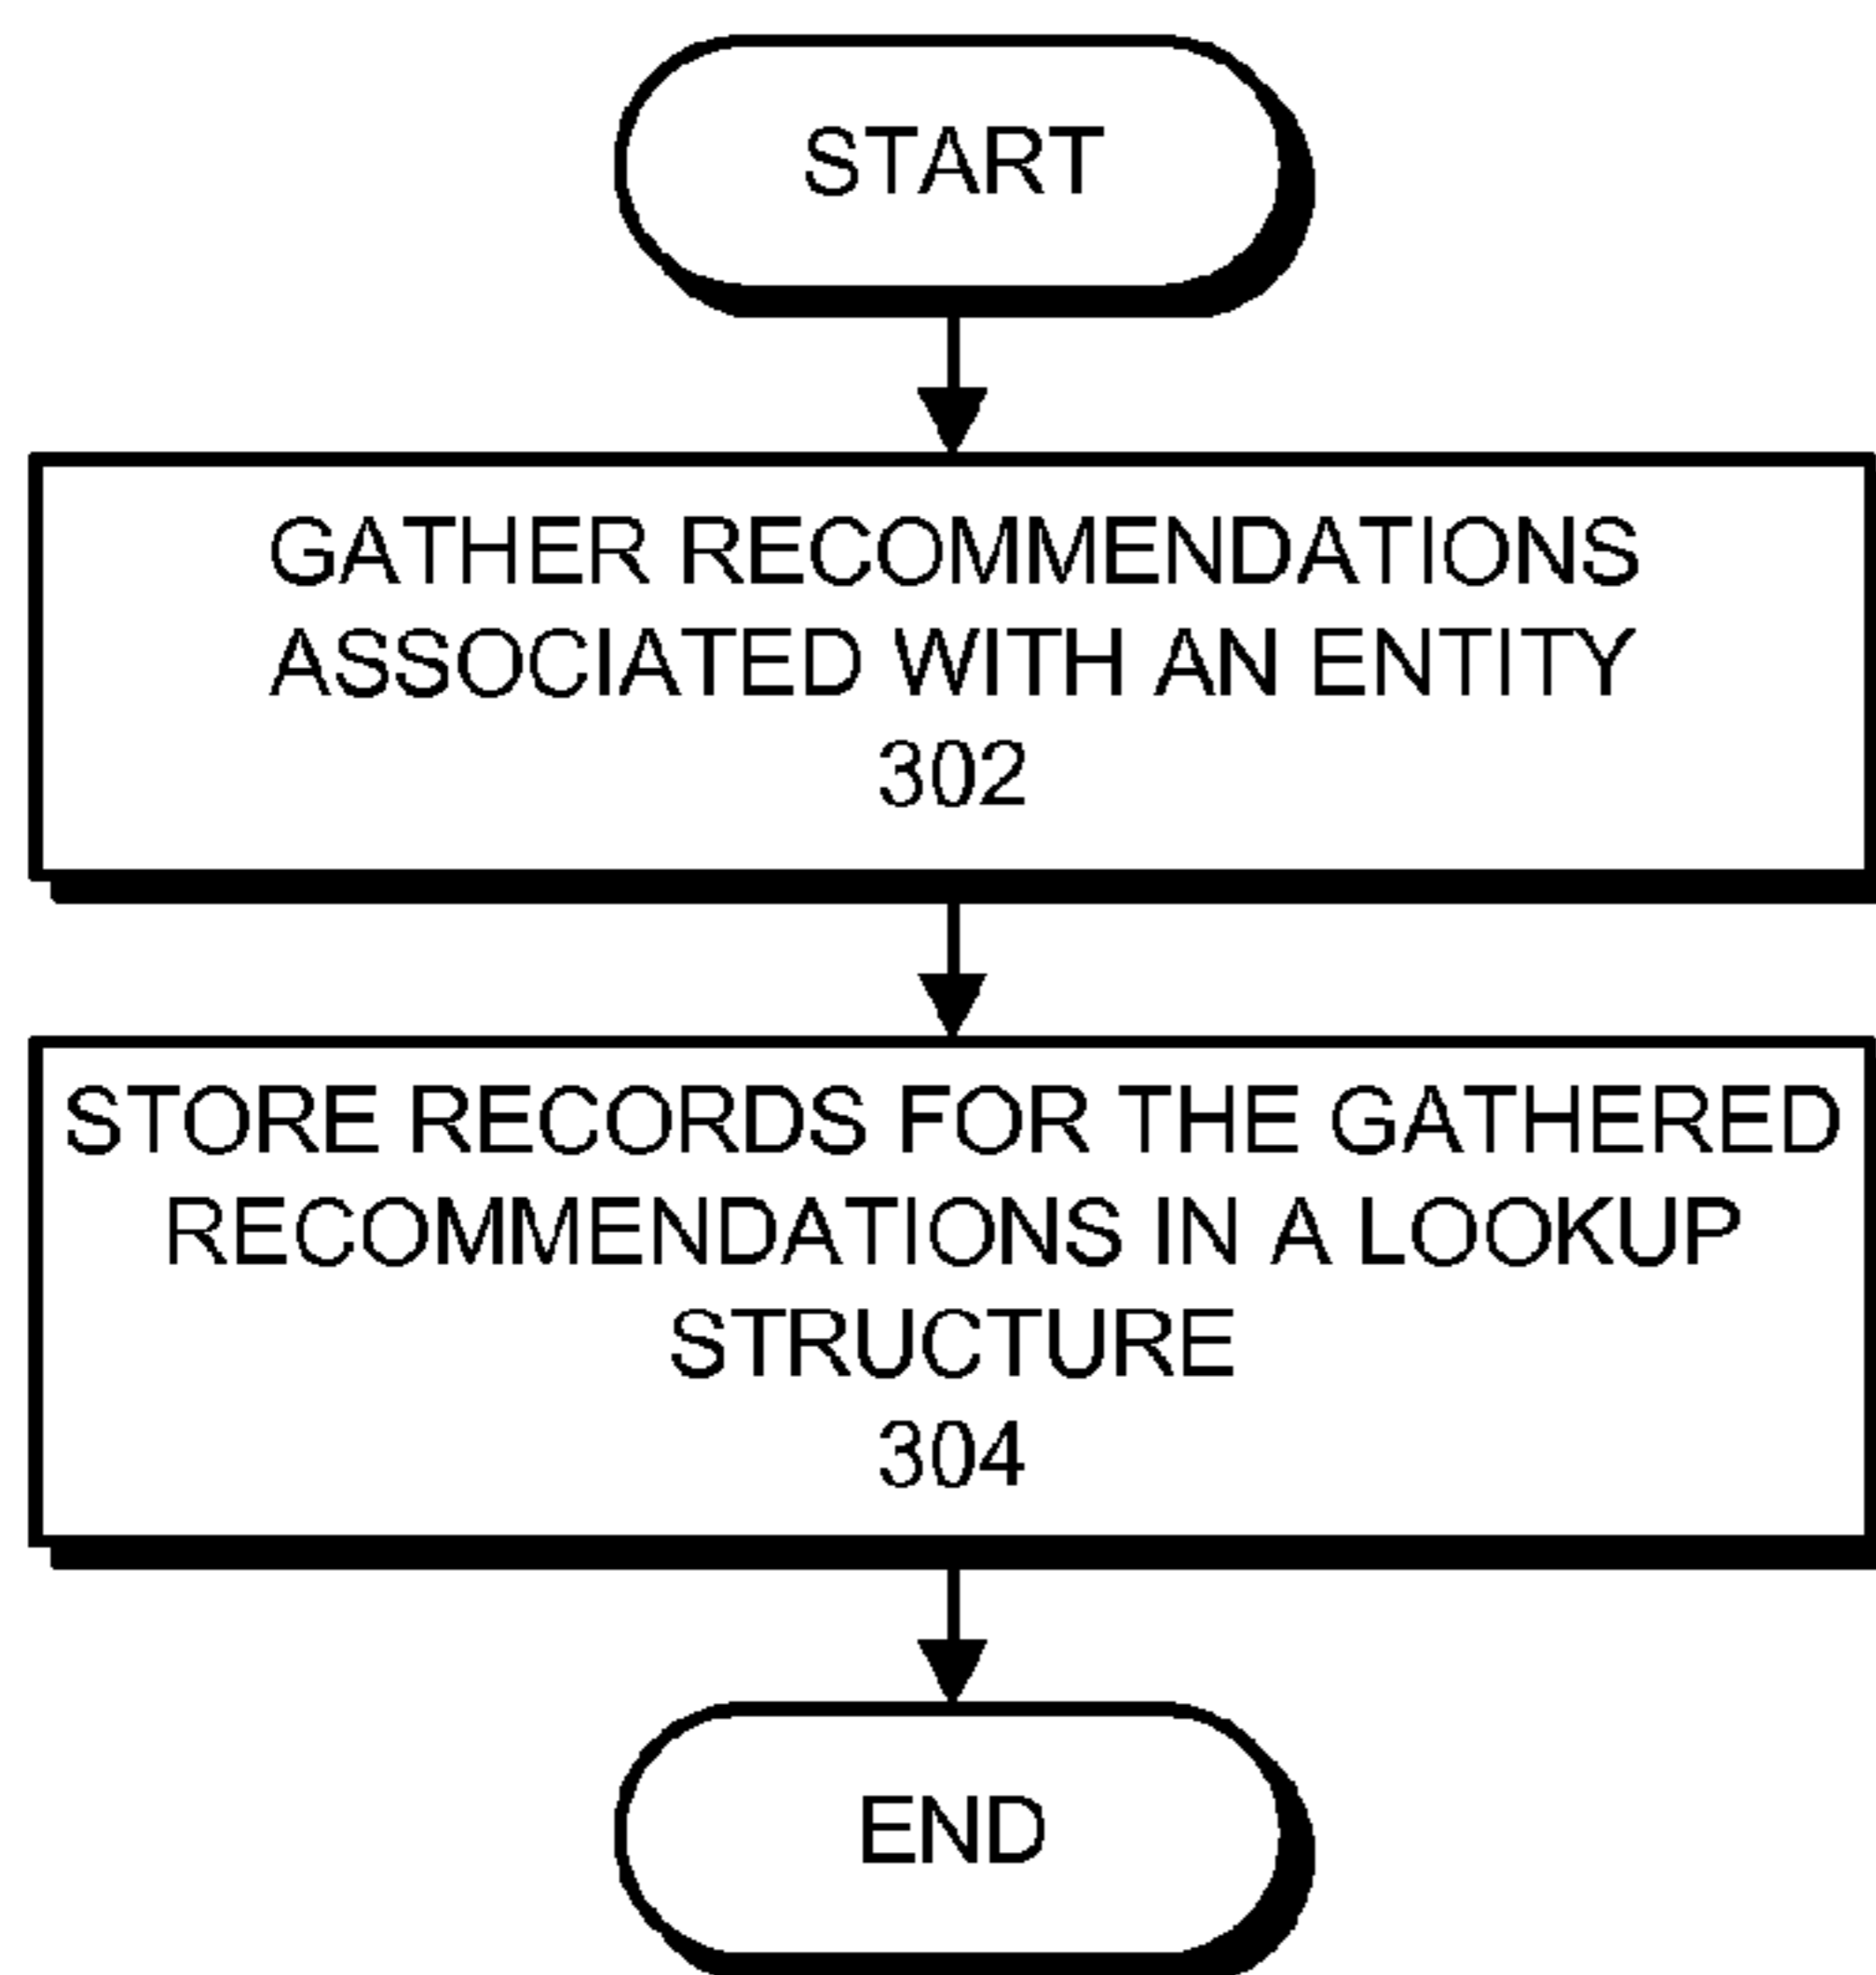 START
GATHER RECOMMENDATIONS
ASSOCIATED WITH AN ENTITY
302
STORE RECORDS FOR THE GATHERED
RECOMMENDATIONS IN A LOOKUP
STRUCTURE
304
END